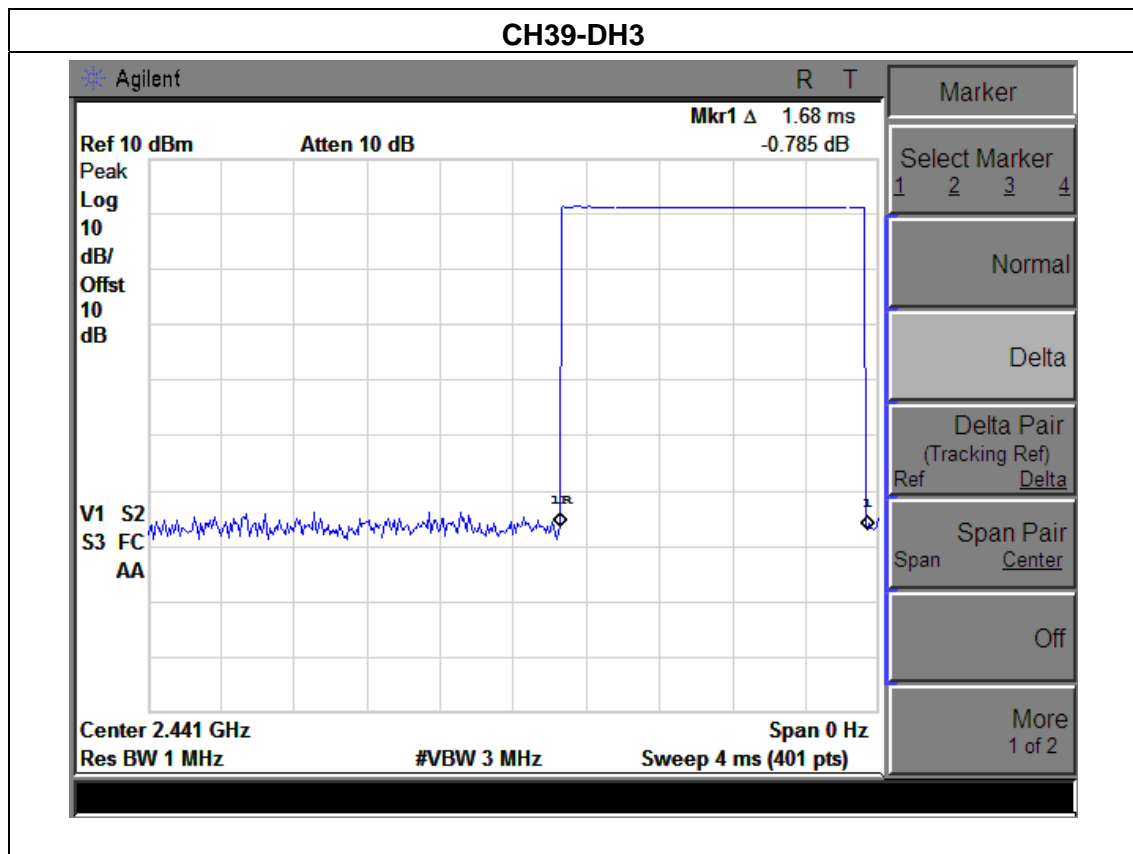 CH39-DH3
Agilent
R T
Mkr1 Δ 1.68 ms
Ref 10 dBm
Atten 10 dB
-0.785 dB
Peak
Log
10
dB/
Offst
10
dB
1R
1
V1 S2
S3 FC
AA
Center 2.441 GHz
Span 0 Hz
Res BW 1 MHz
#VBW 3 MHz
Sweep 4 ms (401 pts)
Marker
Select Marker
1 2 3 4
Normal
Delta
Delta Pair
(Tracking Ref)
Ref Delta
Span Pair
Span Center
Off
More
1 of 2